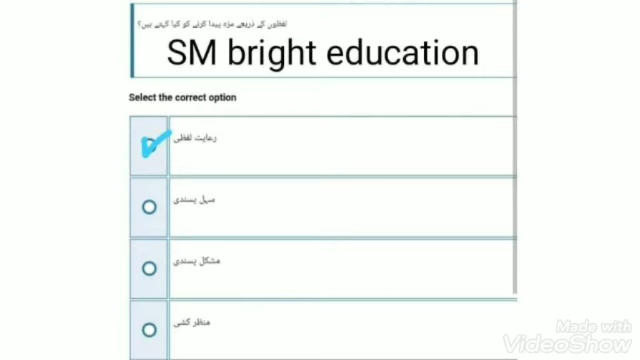 لفظوں کے ذریعے مزہ پیدا کرنے کو کیا کہتے ہیں؟
SM bright education
Select the correct option
رعایت لفظی
سہل پسندی
مشکل پسندی
منظر کشی
Made with
VideoShow